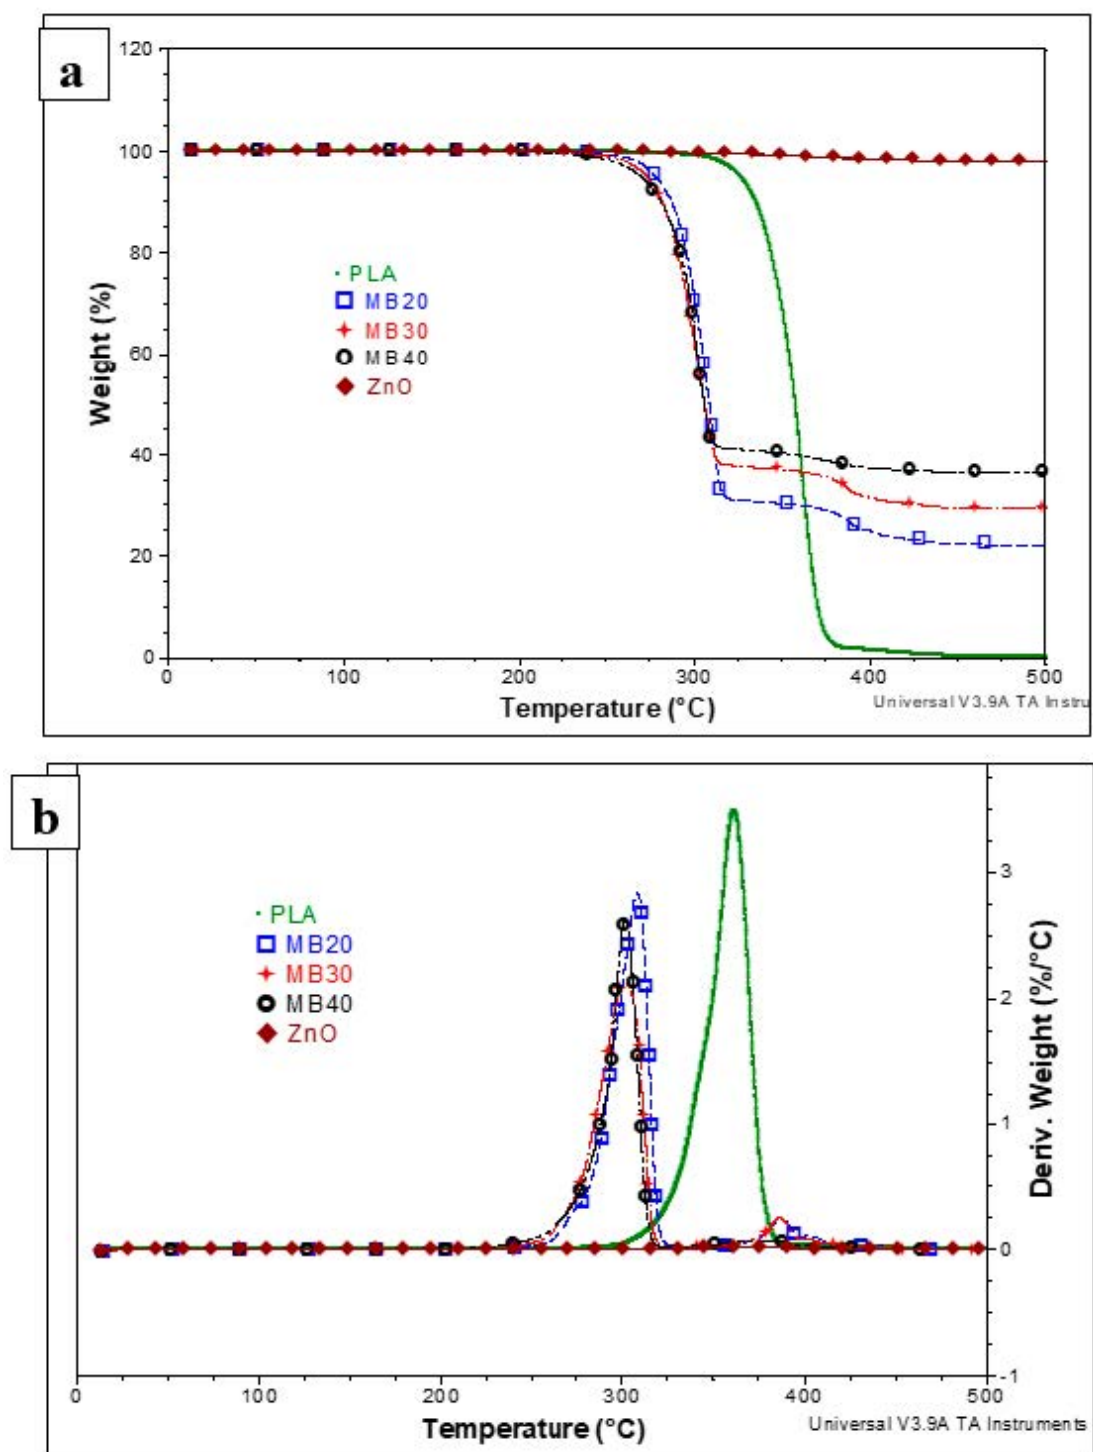 a
120
100
80
60
40
20
0
Weight (%)
PLA
MB20
MB30
MB40
ZnO
0 100 200 300 400 500
Temperature (°C)
Universal V3.9A TA Instru
b
PLA
MB20
MB30
MB40
ZnO
3
2
1
0
-1
Deriv. Weight (%/°C)
0 100 200 300 400 500
Temperature (°C)
Universal V3.9A TA Instruments